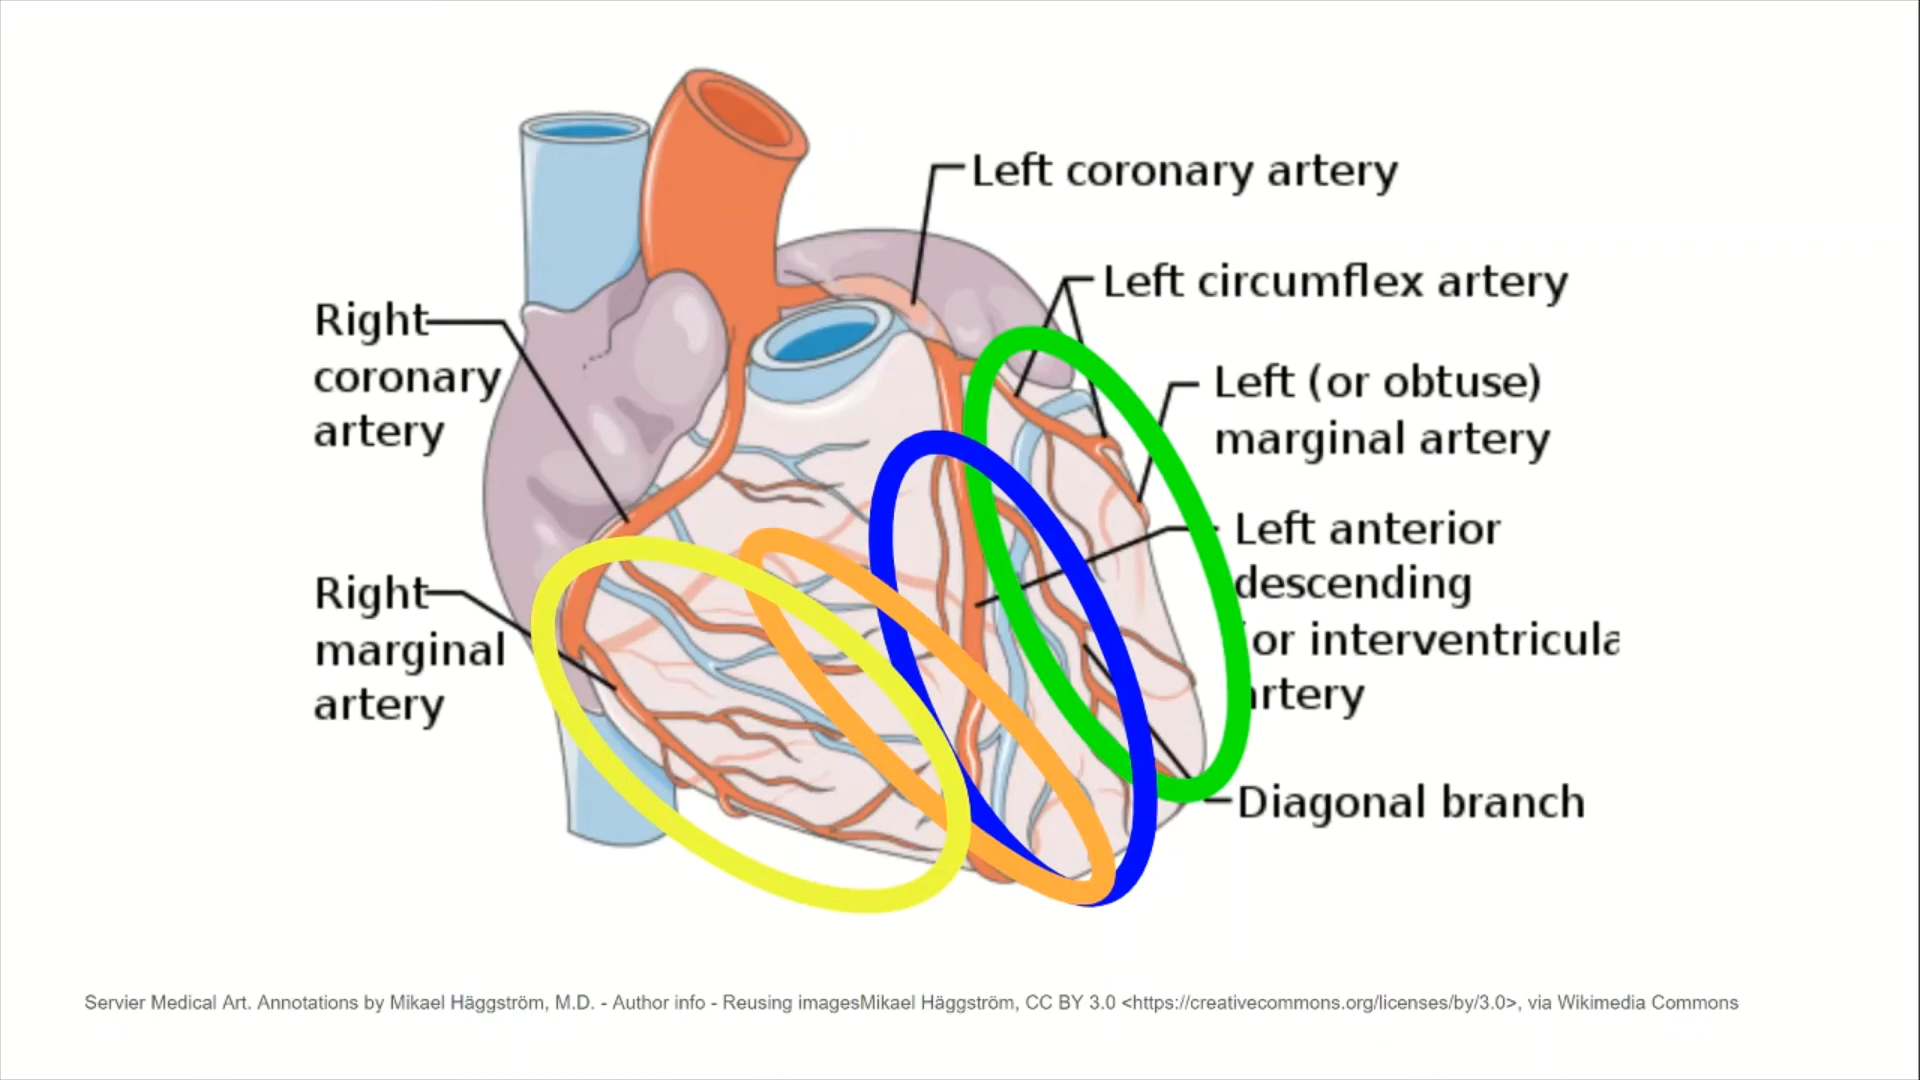 Left coronary artery
Left circumflex artery
Right
coronary
artery
Left (or obtuse)
marginal artery
Left anterior
descending
or interventricula
artery
Right
marginal
artery
Diagonal branch
Servier Medical Art. Annotations by Mikael Häggström, M.D. - Author info - Reusing imagesMikael Häggström, CC BY 3.0 <https://creativecommons.org/licenses/by/3.0>, via Wikimedia Commons